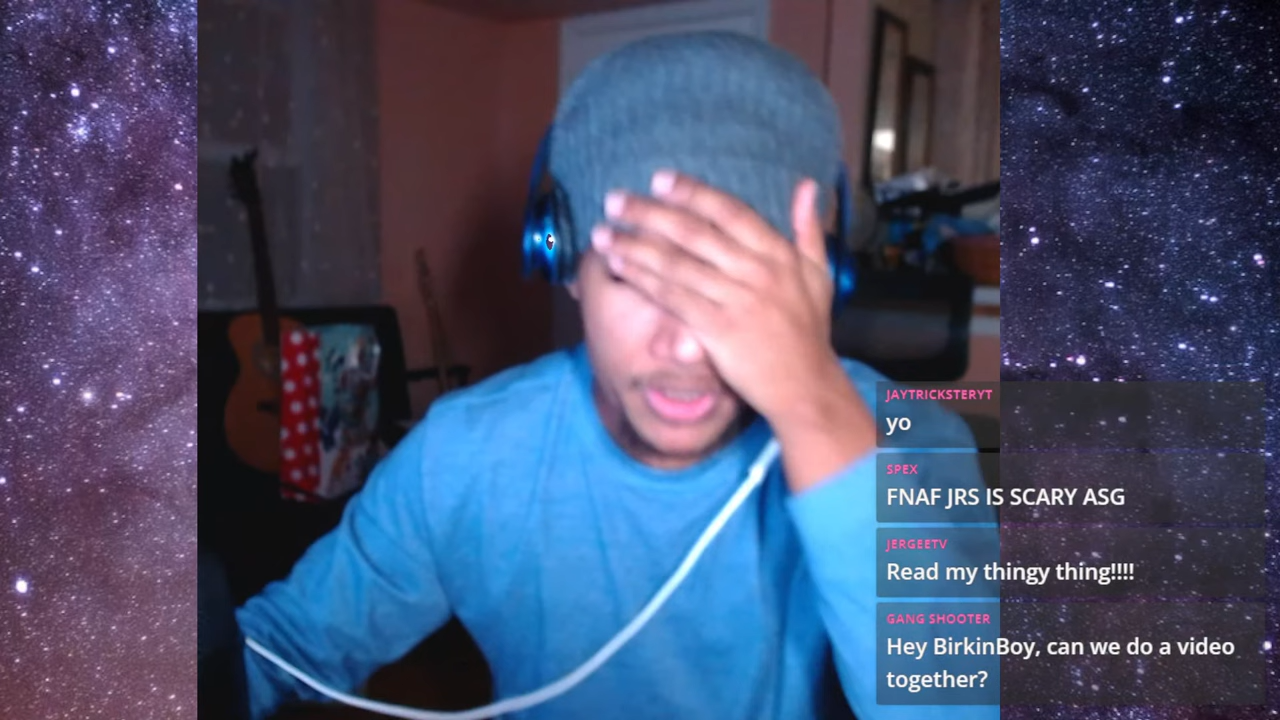 JAYTRICKSTERYT
yo
SPEX
FNAF JRS IS SCARY ASG
JERGEETV
Read my thingy thing!!!!
GANG SHOOTER
Hey BirkinBoy, can we do a video
together?